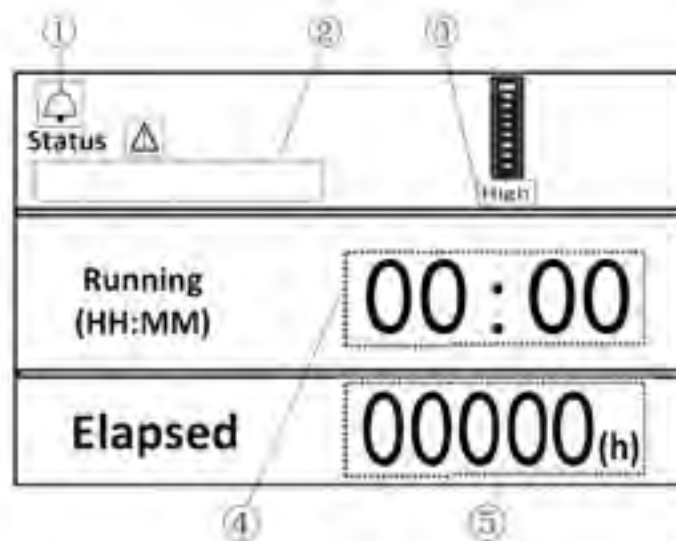 ① ② ③
Status
High
Running
(HH:MM)
00:00
Elapsed
00000(h)
④ ⑤